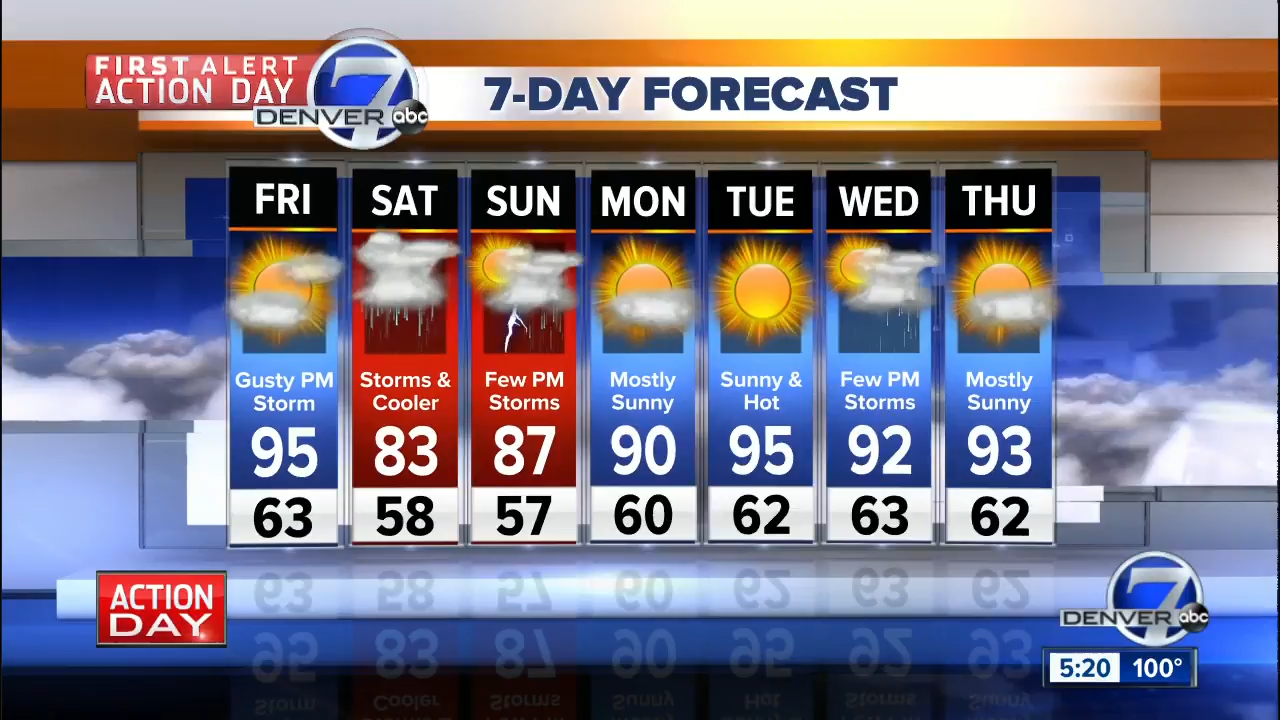 FIRST ALERT
ACTION DAY
7
DENVER abc
7-DAY FORECAST
FRI SAT SUN MON TUE WED THU
Gusty PM Storms & Few PM Mostly Sunny & Few PM Mostly
Storm Cooler Storms Sunny Hot Storms Sunny
95 83 87 90 95 92 93
63 58 57 60 62 63 62
ACTION
DAY
7
DENVER abc
5:20 100°